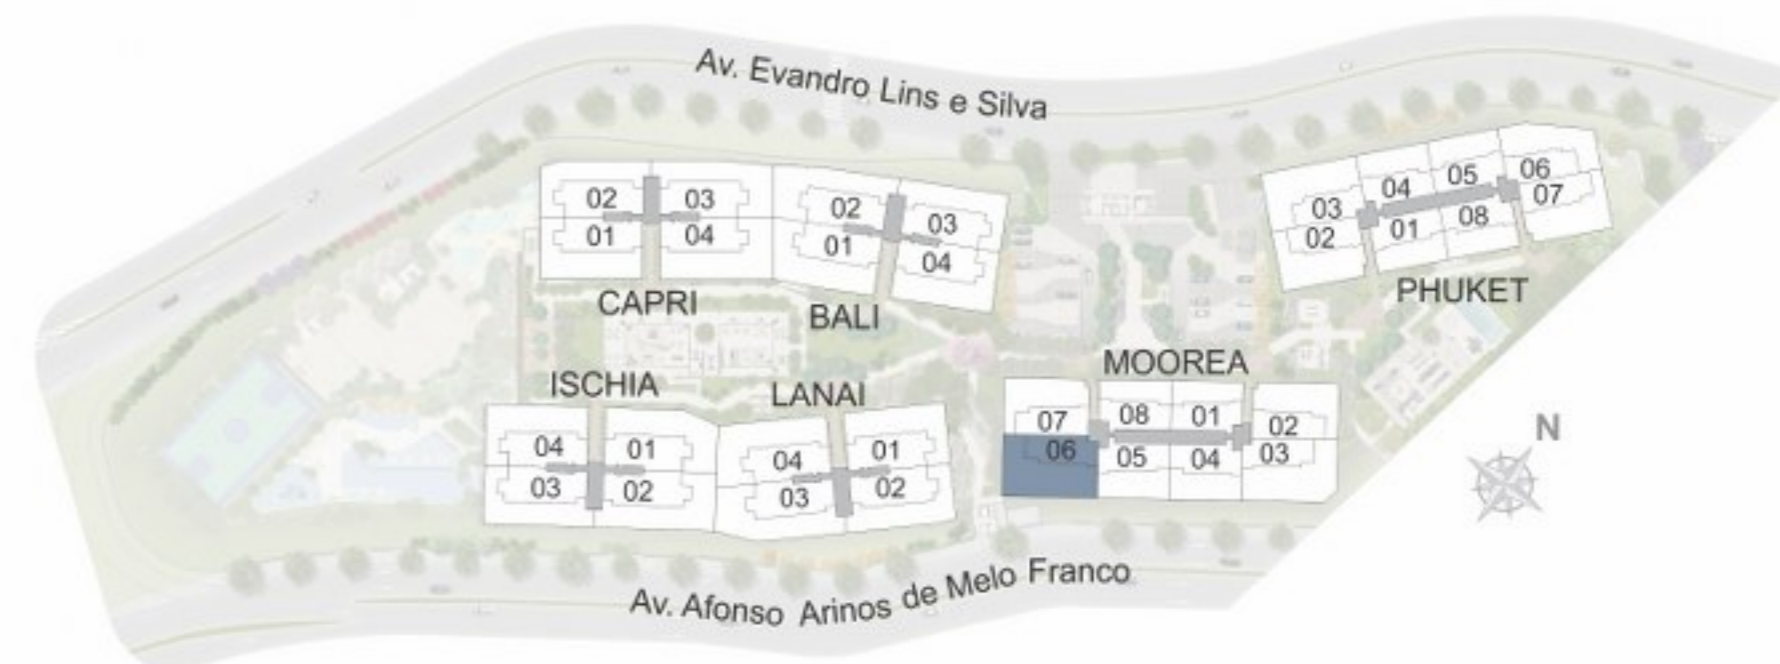 Av. Evandro Lins e Silva
02 03
01 04
CAPRI
02 03
01 04
BALI
03 04 05 06
02 01 08 07
PHUKET
ISCHIA
04 01
03 02
LANAI
04 01
03 02
MOOREA
07 08 01 02
06 05 04 03
N
Av. Afonso Arinos de Melo Franco